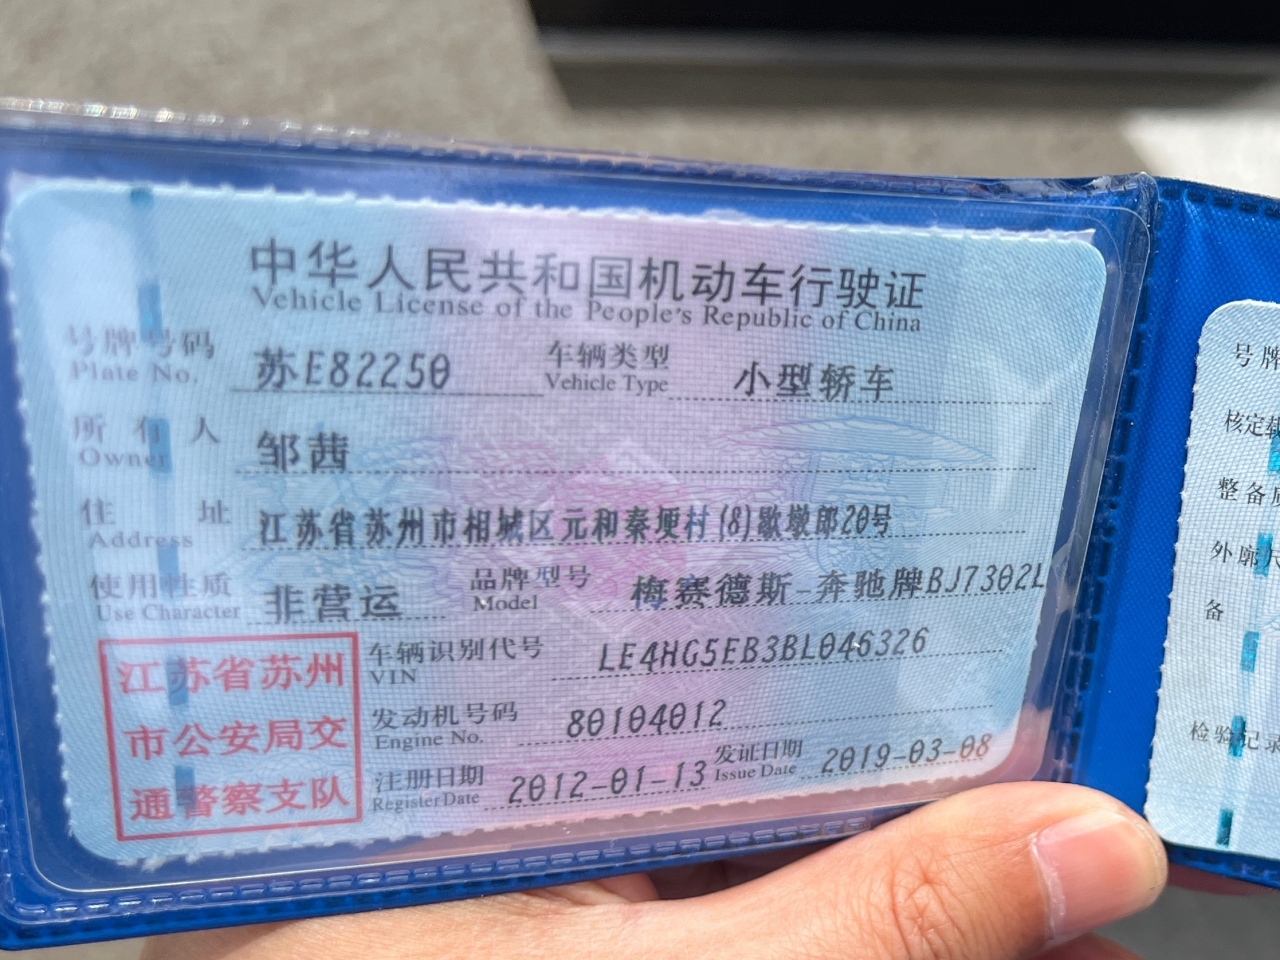 中华人民共和国机动车行驶证
Vehicle License of the People's Republic of China
号牌号码 苏E82250 车辆类型 小型轿车
Plate No. Vehicle Type
所有人 邹茜
Owner
住址 江苏省苏州市相城区元和秦埂村(8)歇墩郎20号
Address
使用性质 非营运 品牌型号 梅赛德斯-奔驰牌BJ7302L
Use Character Model
江苏省苏州
市公安局交
通警察支队
车辆识别代号 LE4HG5EB3BL046326
VIN
发动机号码 80104012
Engine No.
注册日期 2012-01-13 发证日期 2019-03-08
Register Date Issue Date
号牌
核定载
整备质
外廓尺
备
检验记录